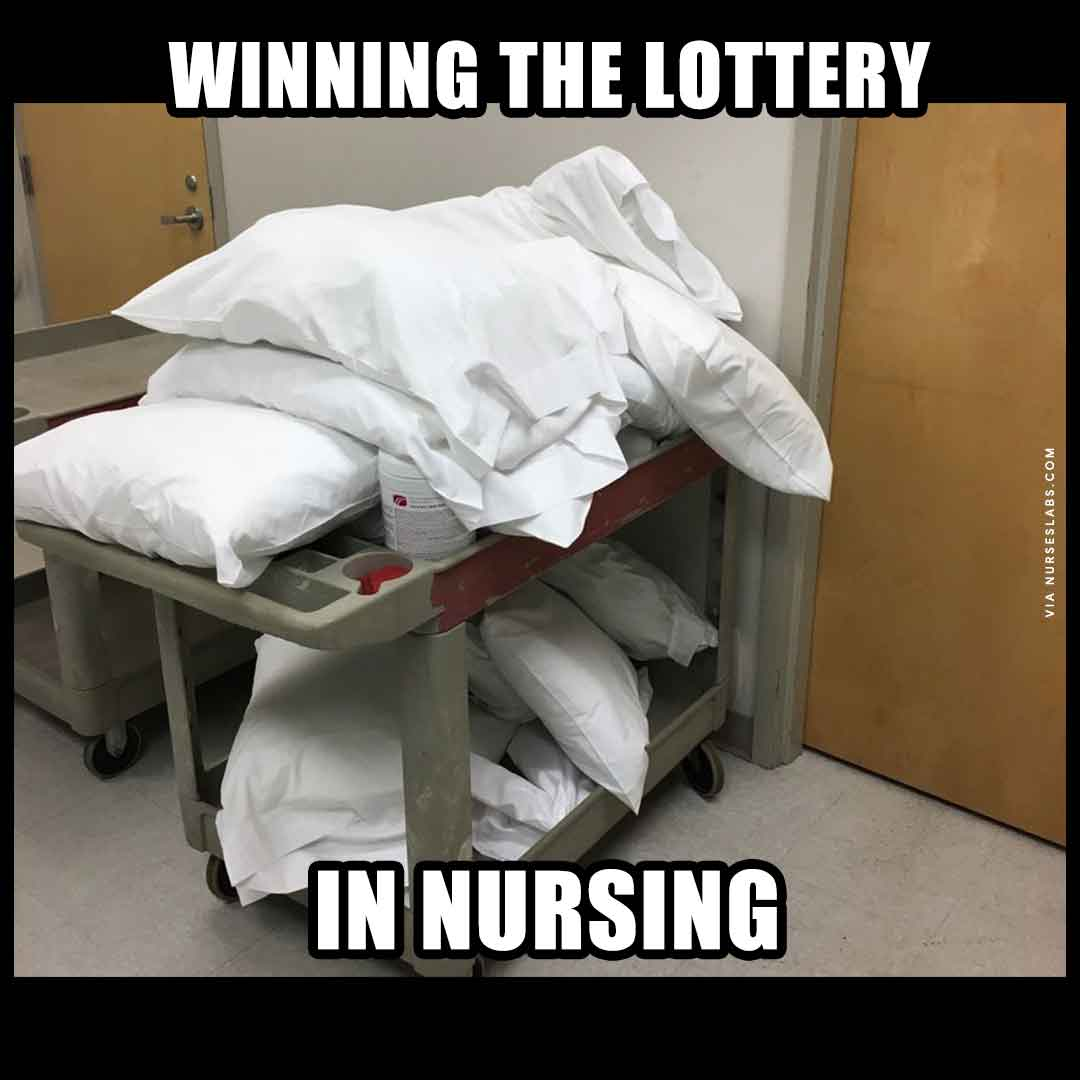 WINNING THE LOTTERY
VIA NURSESLABS.COM
IN NURSING